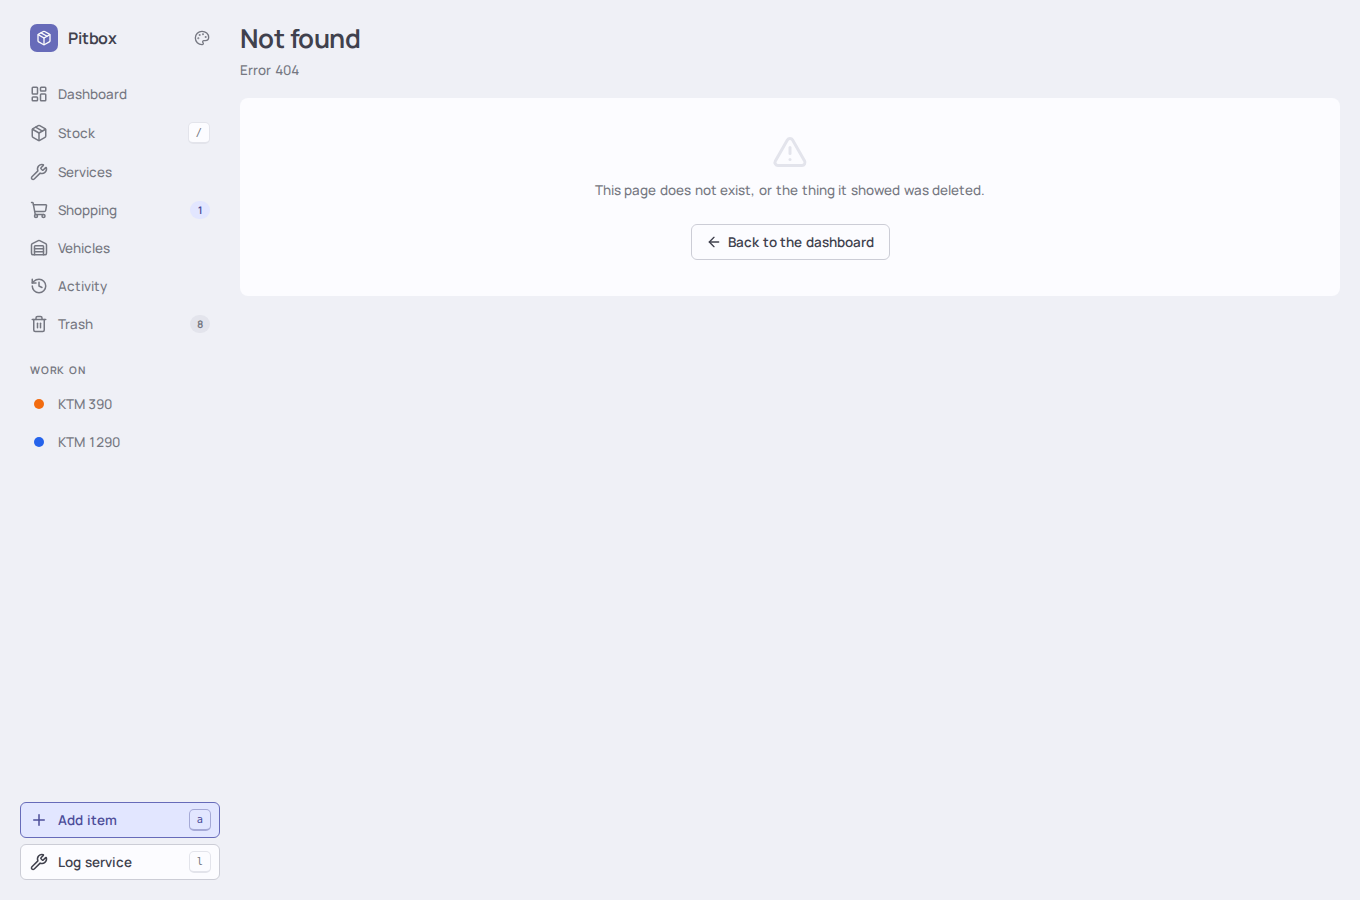 Pitbox
Dashboard
Stock /
Services
Shopping 1
Vehicles
Activity
Trash 8
WORK ON
KTM 390
KTM 1290
Add item a
Log service l
Not found
Error 404
This page does not exist, or the thing it showed was deleted.
Back to the dashboard